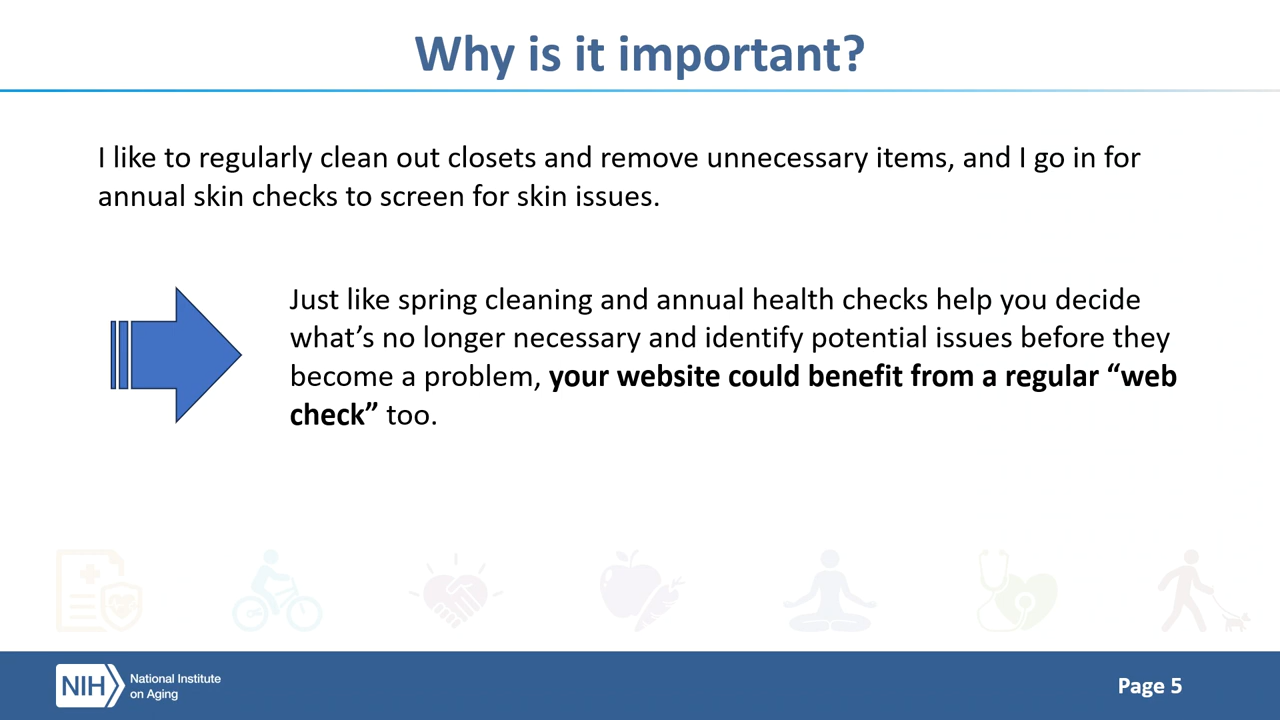 Why is it important?
I like to regularly clean out closets and remove unnecessary items, and I go in for
annual skin checks to screen for skin issues.
Just like spring cleaning and annual health checks help you decide
what’s no longer necessary and identify potential issues before they
become a problem, your website could benefit from a regular “web
check” too.
NIH
National Institute
on Aging
Page 5